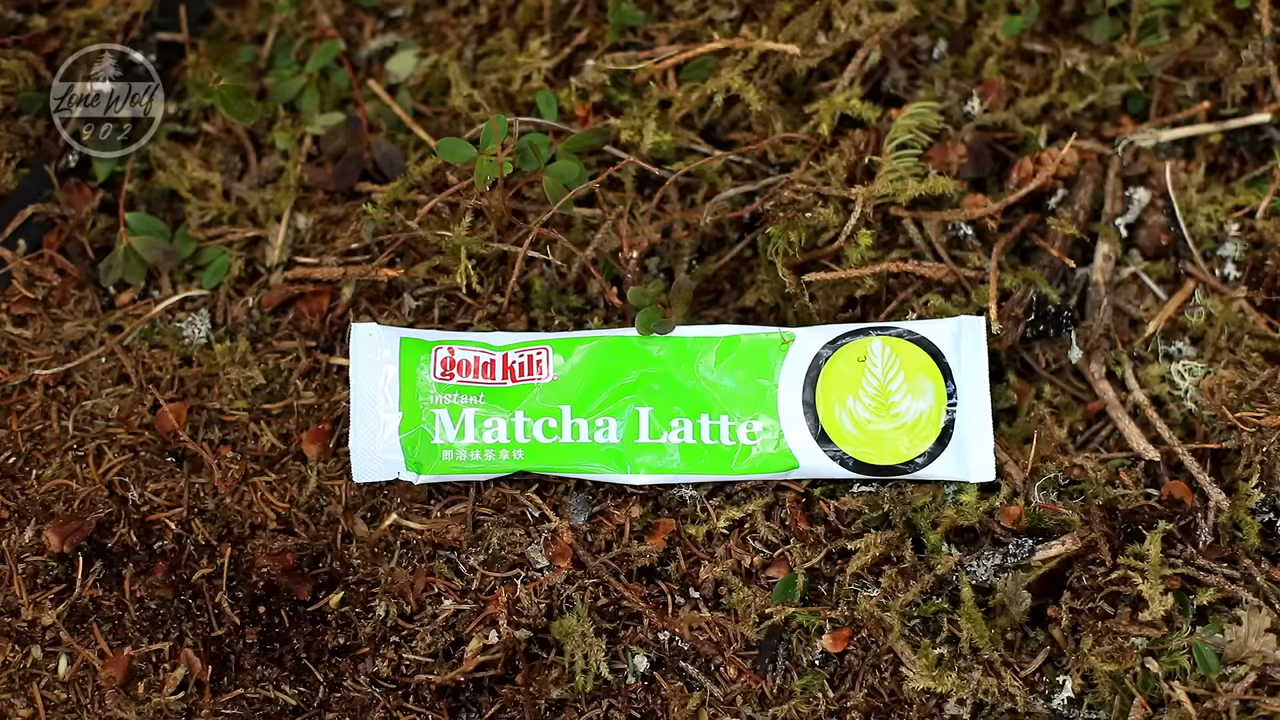 Lone Wolf
902
gold kili
instant
Matcha Latte
即溶抹茶拿铁